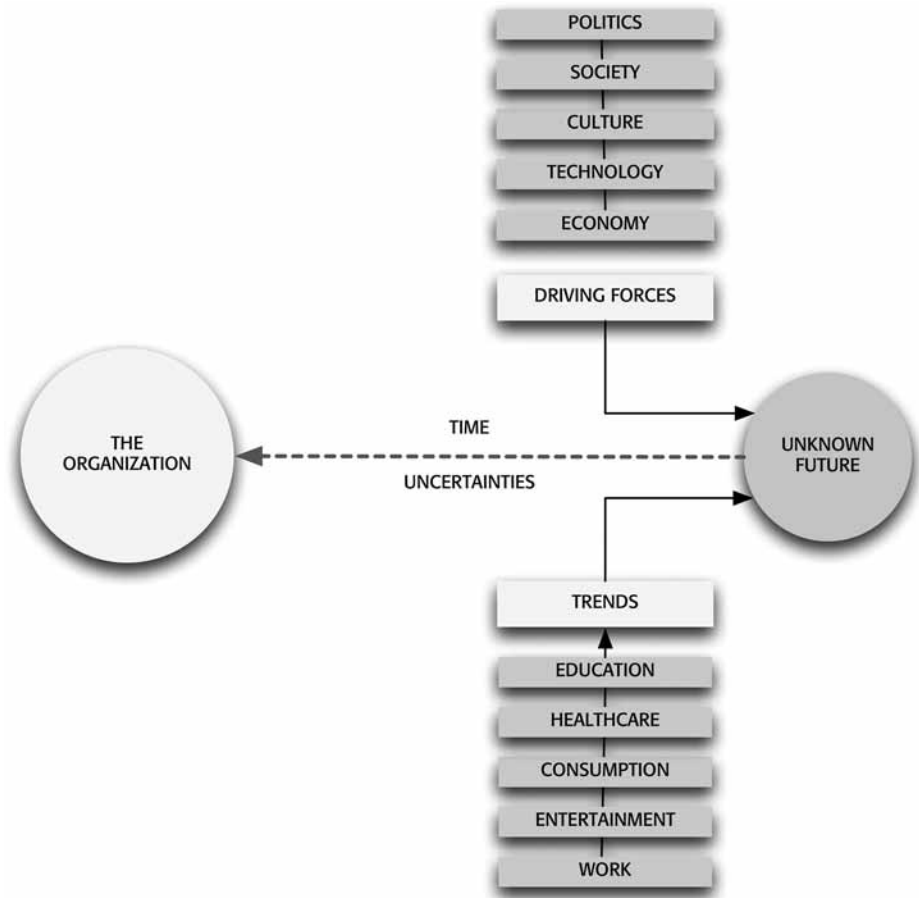 POLITICS
SOCIETY
CULTURE
TECHNOLOGY
ECONOMY
DRIVING FORCES
THE
ORGANIZATION
TIME
UNCERTAINTIES
UNKNOWN
FUTURE
TRENDS
EDUCATION
HEALTHCARE
CONSUMPTION
ENTERTAINMENT
WORK